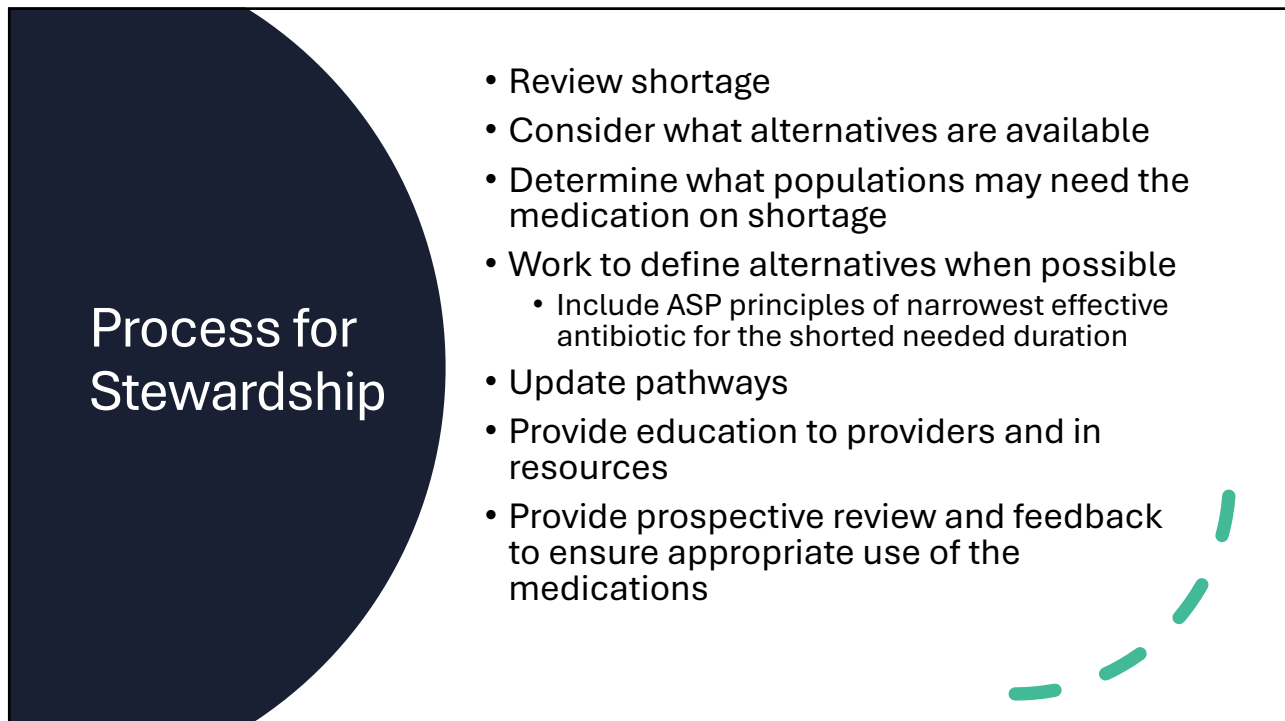 Process for
Stewardship
• Review shortage
• Consider what alternatives are available
• Determine what populations may need the
medication on shortage
• Work to define alternatives when possible
• Include ASP principles of narrowest effective
antibiotic for the shorted needed duration
• Update pathways
• Provide education to providers and in
resources
• Provide prospective review and feedback
to ensure appropriate use of the
medications